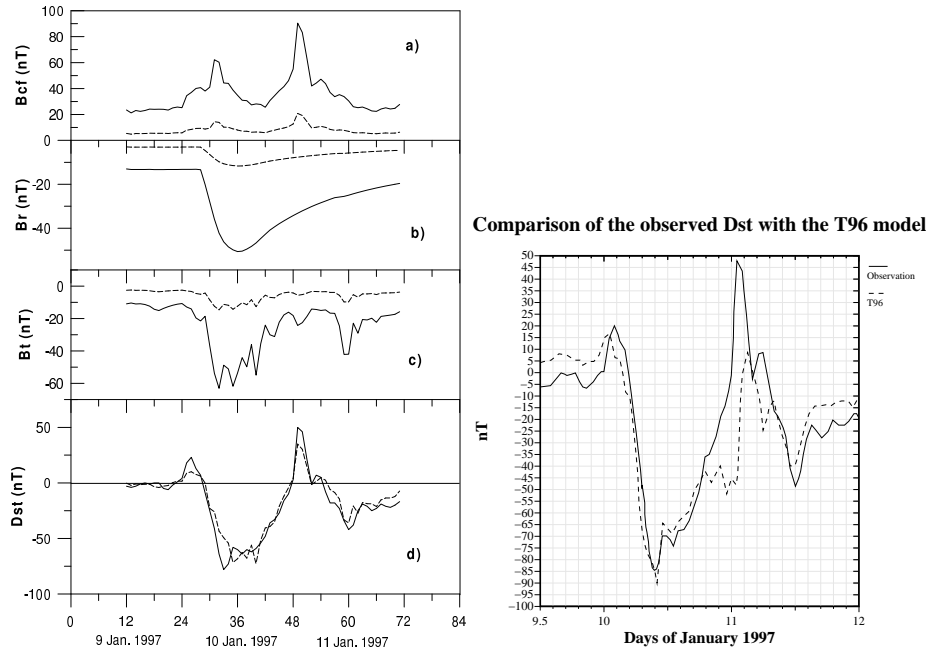 100
80
60
40
20
0
Bcf (nT)
a)
-20
-40
Br (nT)
b)
0
-20
-40
-60
Bt (nT)
c)
50
0
-50
-100
Dst (nT)
d)
0 12 24 36 48 60 72 84
9 Jan. 1997 10 Jan. 1997 11 Jan. 1997
Comparison of the observed Dst with the T96 model
50
45
40
35
30
25
20
15
10
5
0
−5
−10
−15
−20
−25
−30
−35
−40
−45
−50
−55
−60
−65
−70
−75
−80
−85
−90
−95
−100
nT
Observation
T96
9.5 10 11 12
Days of January 1997